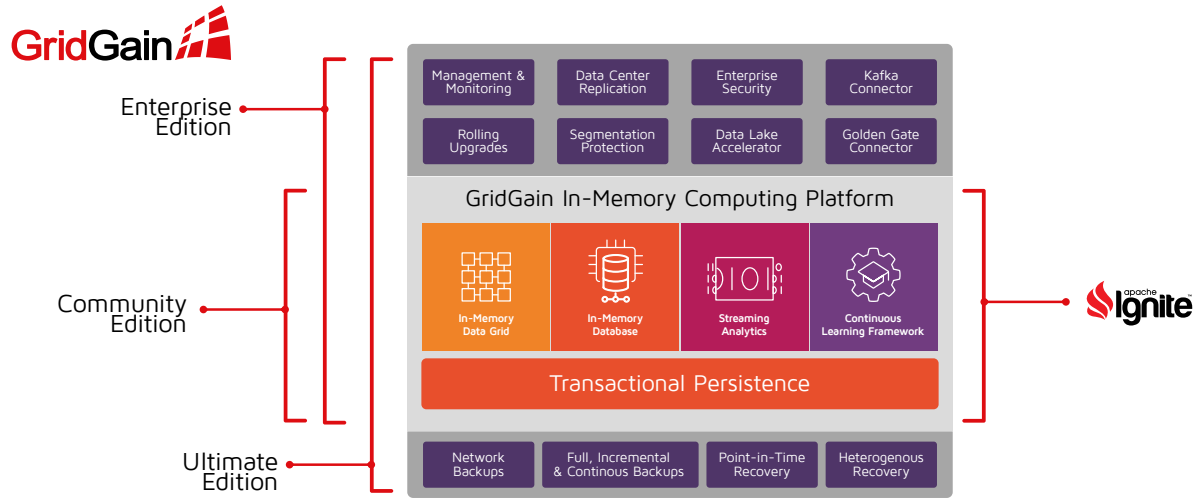 GridGain
Enterprise
Edition
Community
Edition
Ultimate
Edition
Management &
Monitoring
Data Center
Replication
Enterprise
Security
Kafka
Connector
Rolling
Upgrades
Segmentation
Protection
Data Lake
Accelerator
Golden Gate
Connector
GridGain In-Memory Computing Platform
In-Memory
Data Grid
In-Memory
Database
Streaming
Analytics
Continuous
Learning Framework
Transactional Persistence
Network
Backups
Full, Incremental
& Continous Backups
Point-in-Time
Recovery
Heterogenous
Recovery
apache
Ignite™